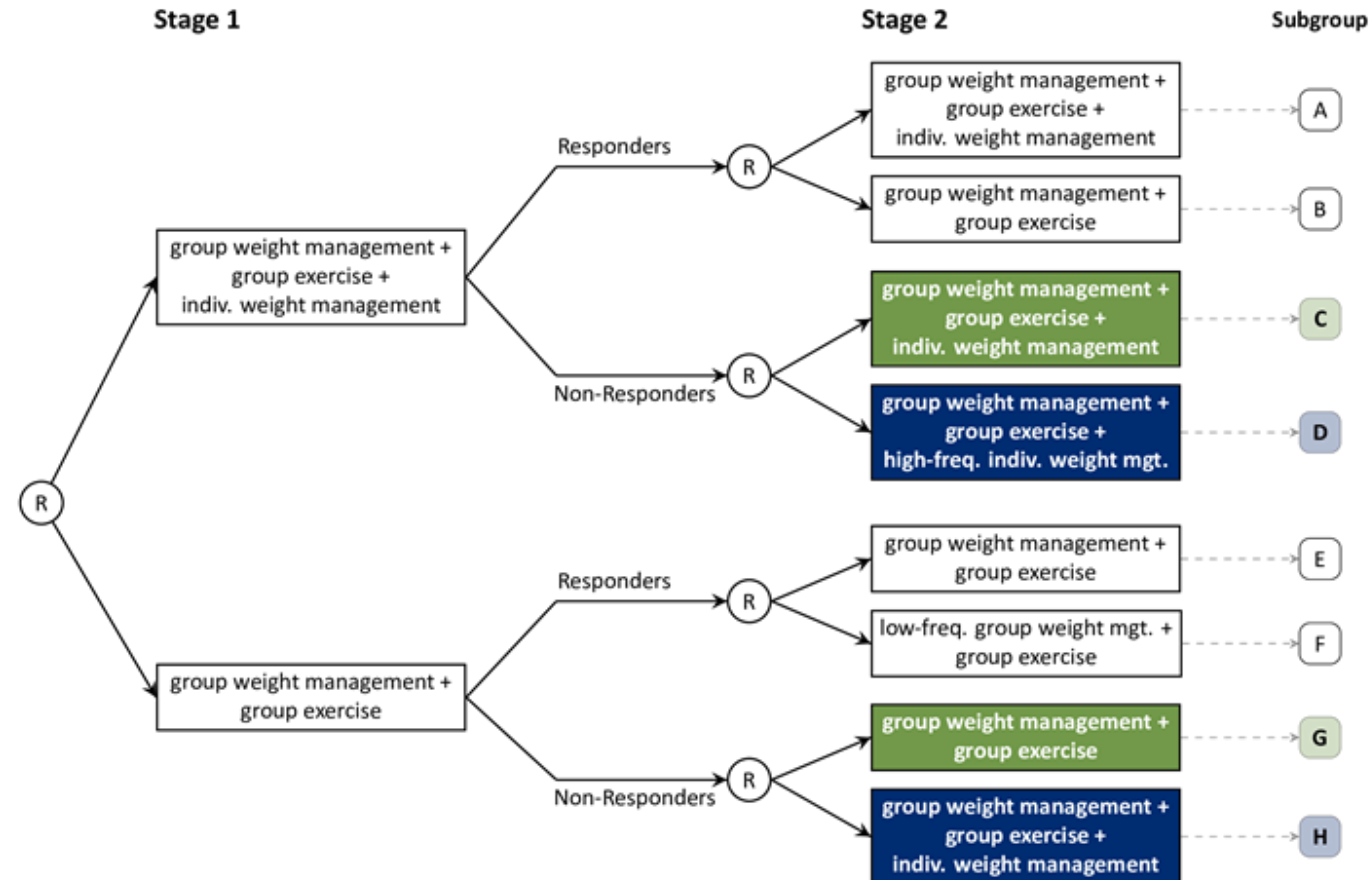 Stage 1
Stage 2
Subgroup
group weight management +
group exercise +
indiv. weight management
A
Responders
R
group weight management +
group exercise
B
group weight management +
group exercise +
indiv. weight management
group weight management +
group exercise +
indiv. weight management
C
R
Non-Responders
group weight management +
group exercise +
high-freq. indiv. weight mgt.
D
R
group weight management +
group exercise
E
Responders
R
low-freq. group weight mgt. +
group exercise
F
group weight management +
group exercise
group weight management +
group exercise
G
R
Non-Responders
group weight management +
group exercise +
indiv. weight management
H